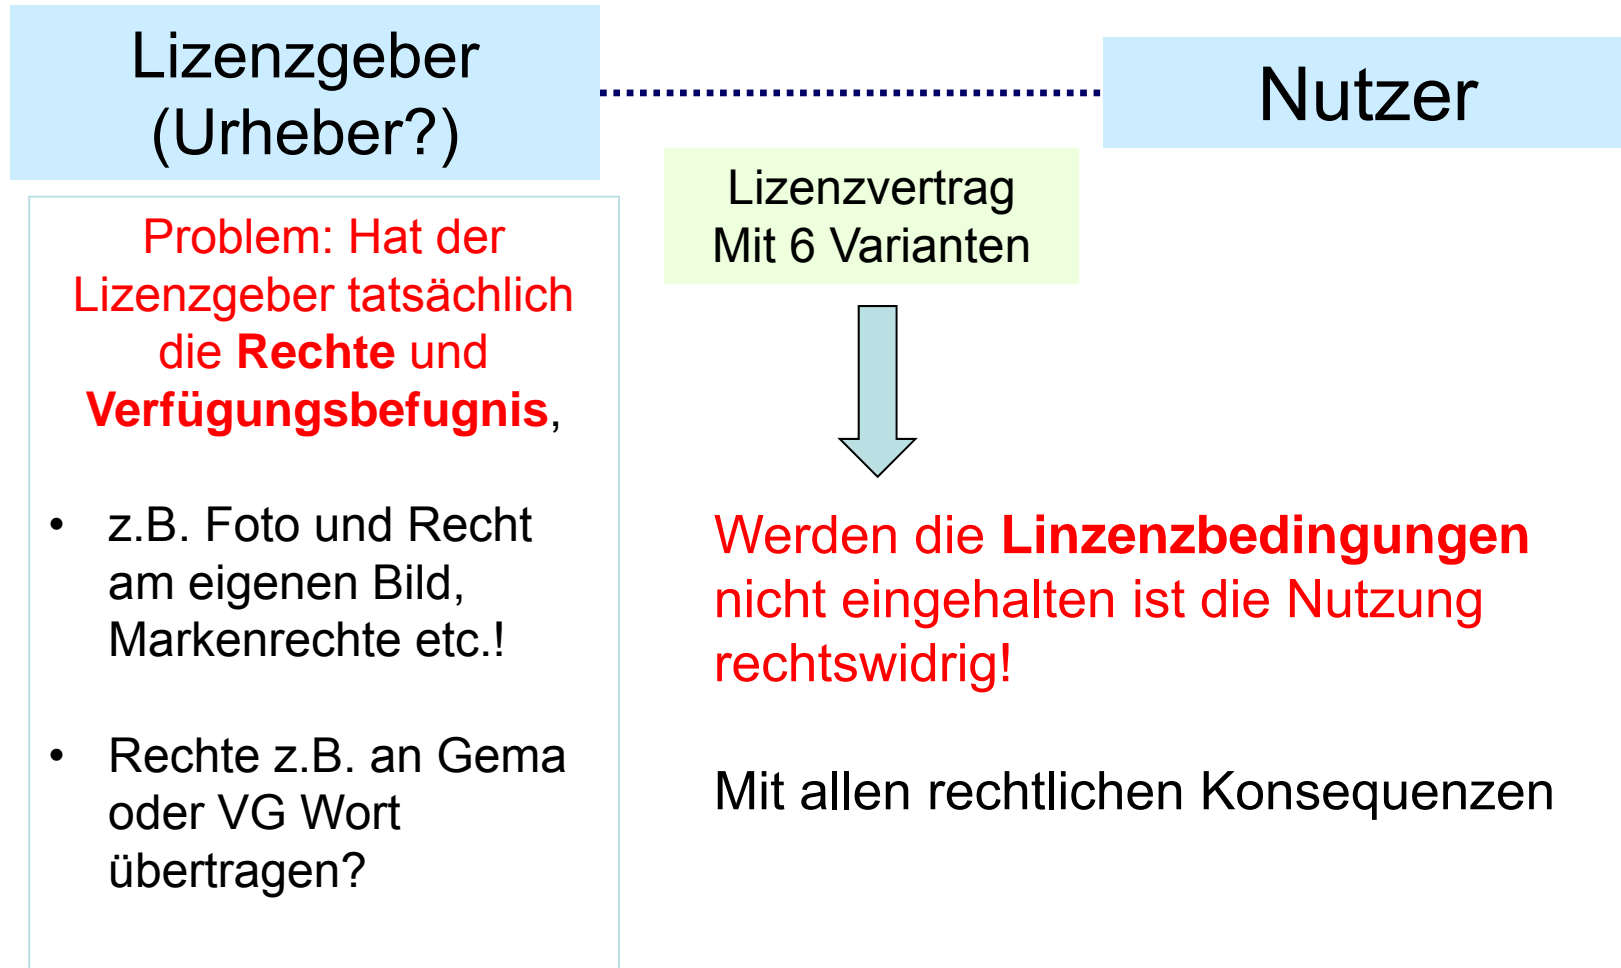 Lizenzgeber
(Urheber?)
Nutzer
Lizenzvertrag
Mit 6 Varianten
Problem: Hat der
Lizenzgeber tatsächlich
die Rechte und
Verfügungsbefugnis,
• z.B. Foto und Recht
am eigenen Bild,
Markenrechte etc.!
• Rechte z.B. an Gema
oder VG Wort
übertragen?
Werden die Linzenzbedingungen
nicht eingehalten ist die Nutzung
rechtswidrig!
Mit allen rechtlichen Konsequenzen